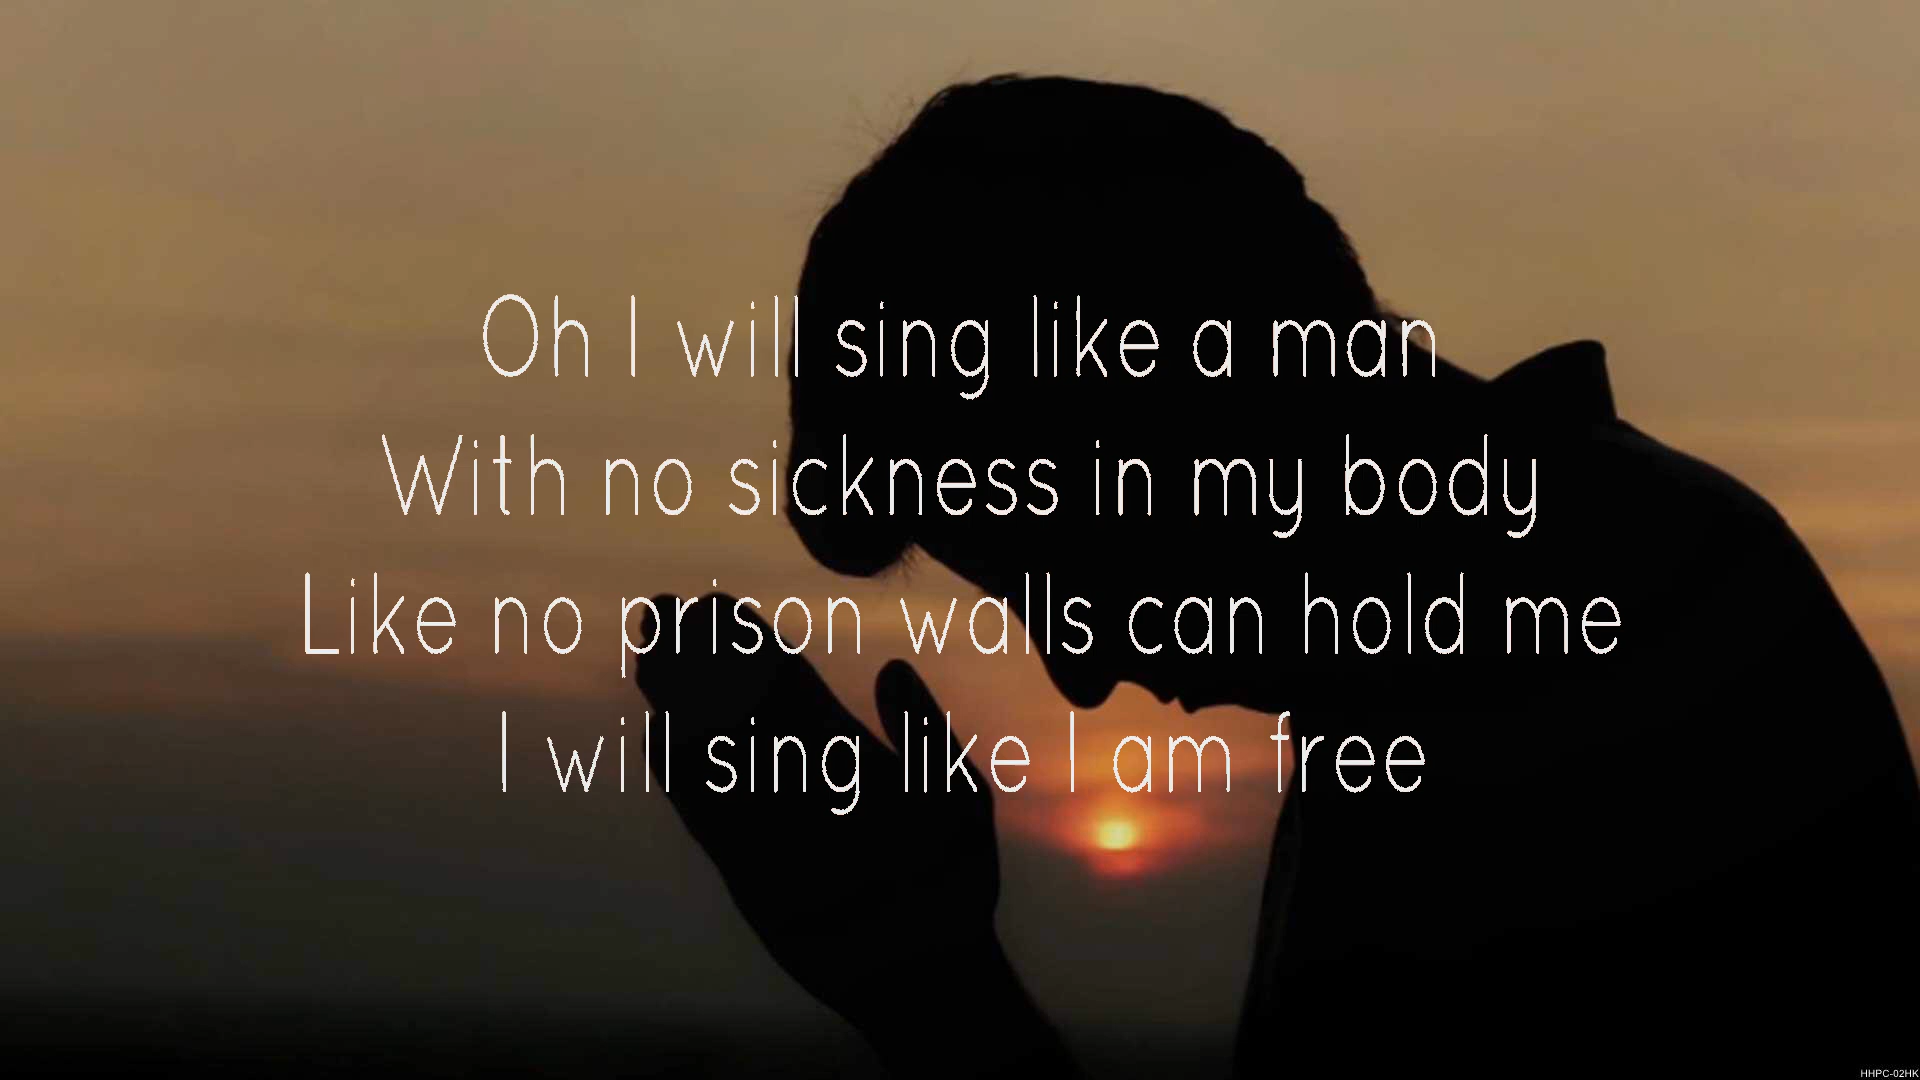 Oh I will sing like a man
With no sickness in my body
Like no prison walls can hold me
I will sing like I am free
HHPC-02HK